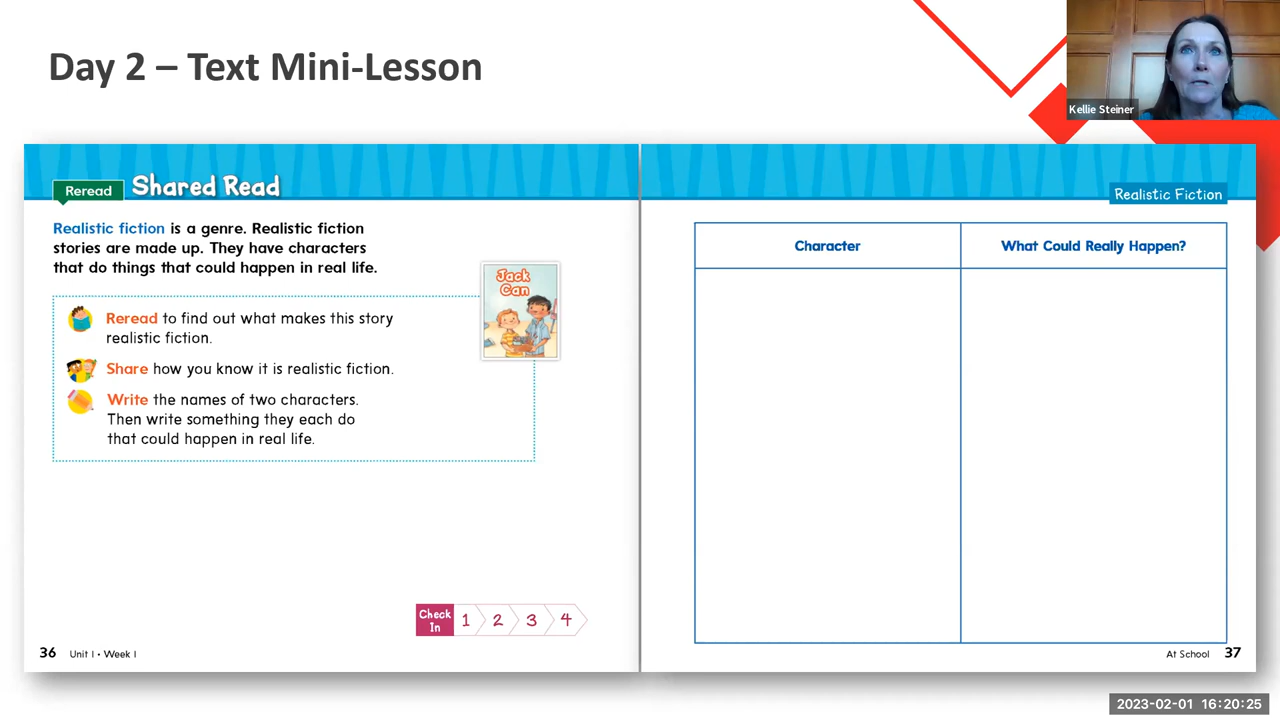 Day 2 – Text Mini-Lesson
Kellie Steiner
Reread
Shared Read
Realistic fiction is a genre. Realistic fiction
stories are made up. They have characters
that do things that could happen in real life.
Jack
Can
Reread to find out what makes this story
realistic fiction.
Share how you know it is realistic fiction.
Write the names of two characters.
Then write something they each do
that could happen in real life.
Check
In
1 2 3 4
36 Unit 1 • Week 1
Realistic Fiction
Character
What Could Really Happen?
At School 37
2023-02-01 16:20:25